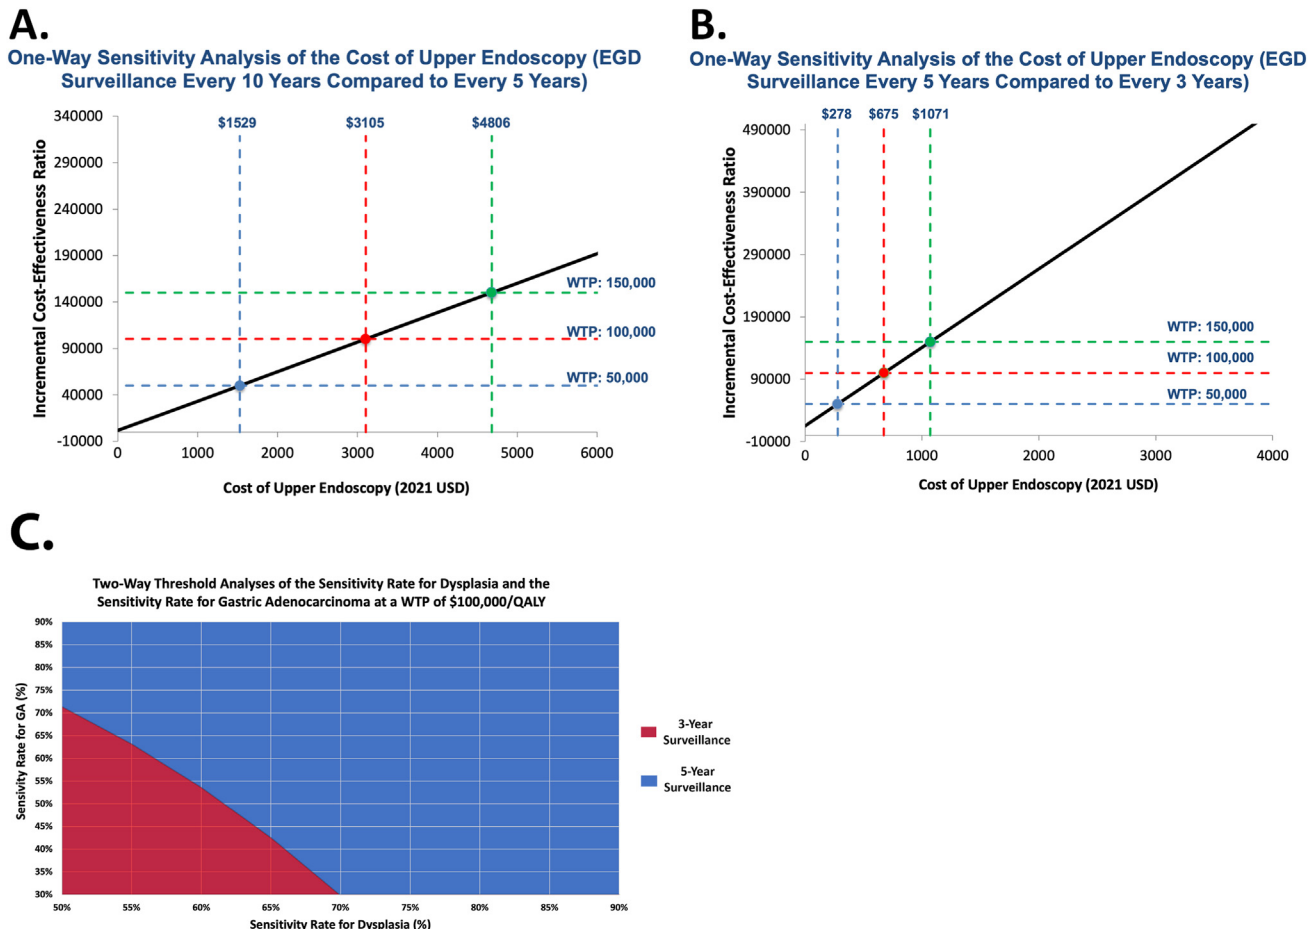 A.
One-Way Sensitivity Analysis of the Cost of Upper Endoscopy (EGD
Surveillance Every 10 Years Compared to Every 5 Years)
$1529
$3105
$4806
Incremental Cost-Effectiveness Ratio
340000
290000
240000
190000
140000
90000
40000
-10000
WTP: 150,000
WTP: 100,000
WTP: 50,000
0
1000
2000
3000
4000
5000
6000
Cost of Upper Endoscopy (2021 USD)
B.
One-Way Sensitivity Analysis of the Cost of Upper Endoscopy (EGD
Surveillance Every 5 Years Compared to Every 3 Years)
$278
$675
$1071
Incremental Cost-Effectiveness Ratio
490000
390000
290000
190000
90000
-10000
WTP: 150,000
WTP: 100,000
WTP: 50,000
0
1000
2000
3000
4000
Cost of Upper Endoscopy (2021 USD)
C.
Two-Way Threshold Analyses of the Sensitivity Rate for Dysplasia and the
Sensitivity Rate for Gastric Adenocarcinoma at a WTP of $100,000/QALY
Sensivity Rate for GA (%)
90%
85%
80%
75%
70%
65%
60%
55%
50%
45%
40%
35%
30%
50%
55%
60%
65%
70%
75%
80%
85%
90%
Sensitivity Rate for Dysplasia (%)
3-Year
Surveillance
5-Year
Surveillance